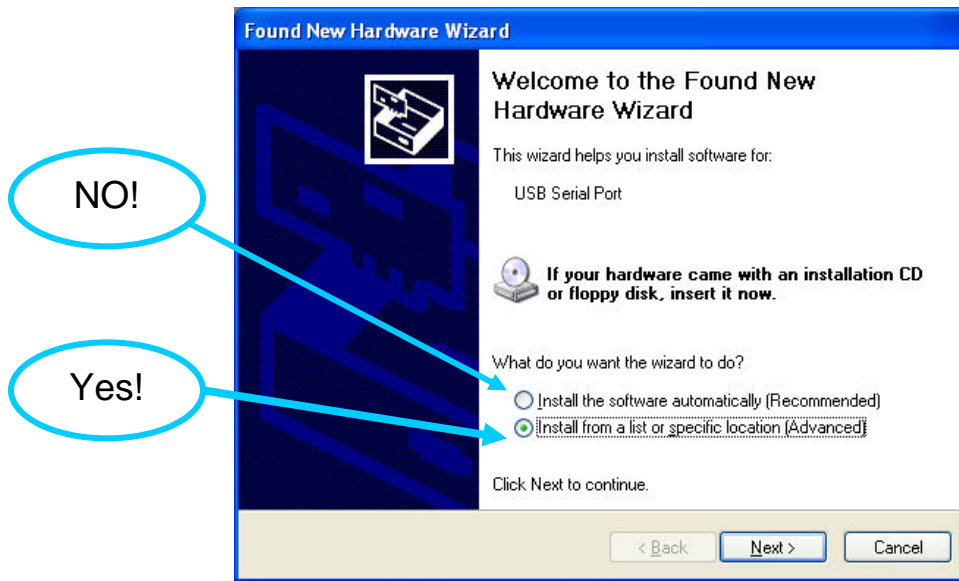 Found New Hardware Wizard
Welcome to the Found New
Hardware Wizard
This wizard helps you install software for:
USB Serial Port
NO!
If your hardware came with an installation CD
or floppy disk, insert it now.
What do you want the wizard to do?
Yes!
Install the software automatically (Recommended)
Install from a list or specific location (Advanced)
Click Next to continue.
< Back
Next >
Cancel